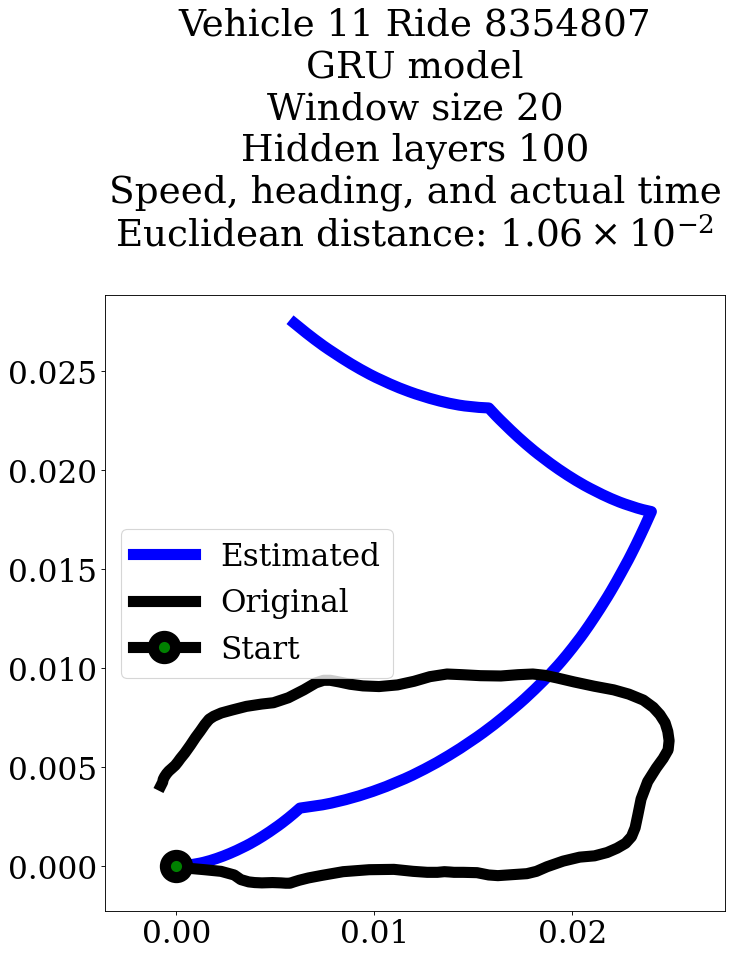 Vehicle 11 Ride 8354807
GRU model
Window size 20
Hidden layers 100
Speed, heading, and actual time
Euclidean distance: 1.06 × 10⁻²
0.025
0.020
0.015
0.010
0.005
0.000
Estimated
Original
Start
0.00 0.01 0.02